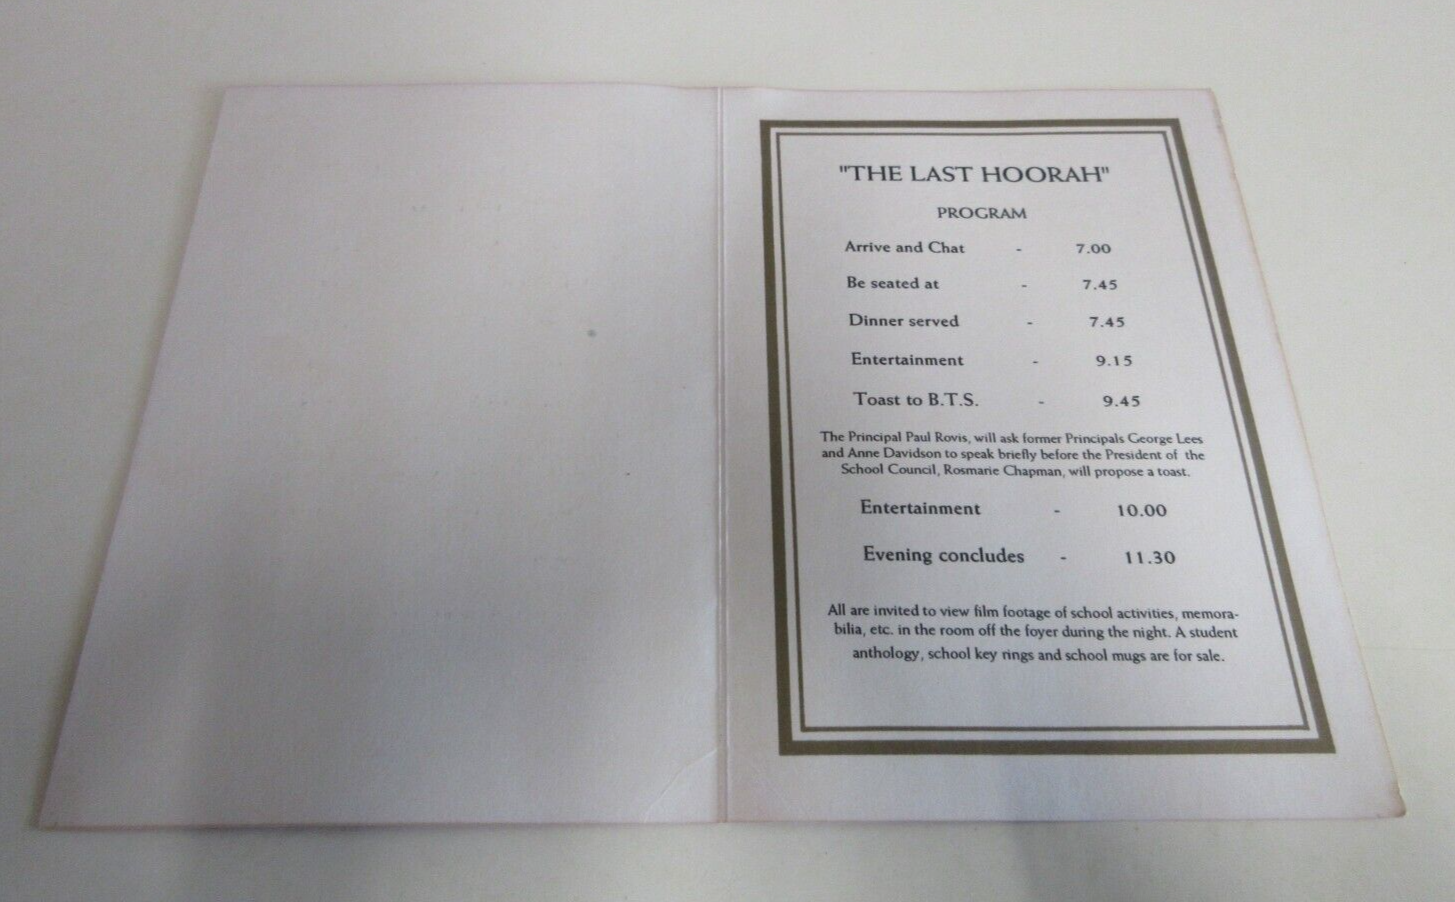 "THE LAST HOORAH"
PROGRAM
Arrive and Chat - 7.00
Be seated at - 7.45
Dinner served - 7.45
Entertainment - 9.15
Toast to B.T.S. - 9.45
The Principal Paul Rovis, will ask former Principals George Lees
and Anne Davidson to speak briefly before the President of the
School Council, Rosmarie Chapman, will propose a toast.
Entertainment - 10.00
Evening concludes - 11.30
All are invited to view film footage of school activities, memora-
bilia, etc. in the room off the foyer during the night. A student
anthology, school key rings and school mugs are for sale.